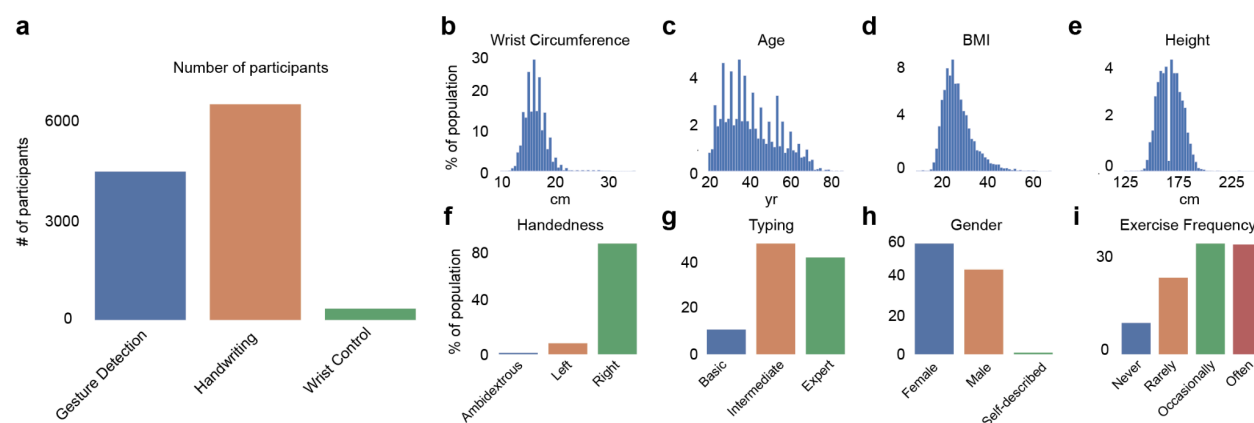 a
Number of participants
# of participants
6000
3000
0
Gesture Detection
Handwriting
Wrist Control
b
Wrist Circumference
% of population
30
20
10
0
10 20 30
cm
c
Age
4
2
0
20 40 60 80
yr
d
BMI
8
4
0
20 40 60
e
Height
4
2
0
125 175 225
cm
f
Handedness
% of population
80
40
0
Ambidextrous
Left
Right
g
Typing
40
20
0
Basic
Intermediate
Expert
h
Gender
60
40
20
0
Female
Male
Self-described
i
Exercise Frequency
30
0
Never
Rarely
Occasionally
Often